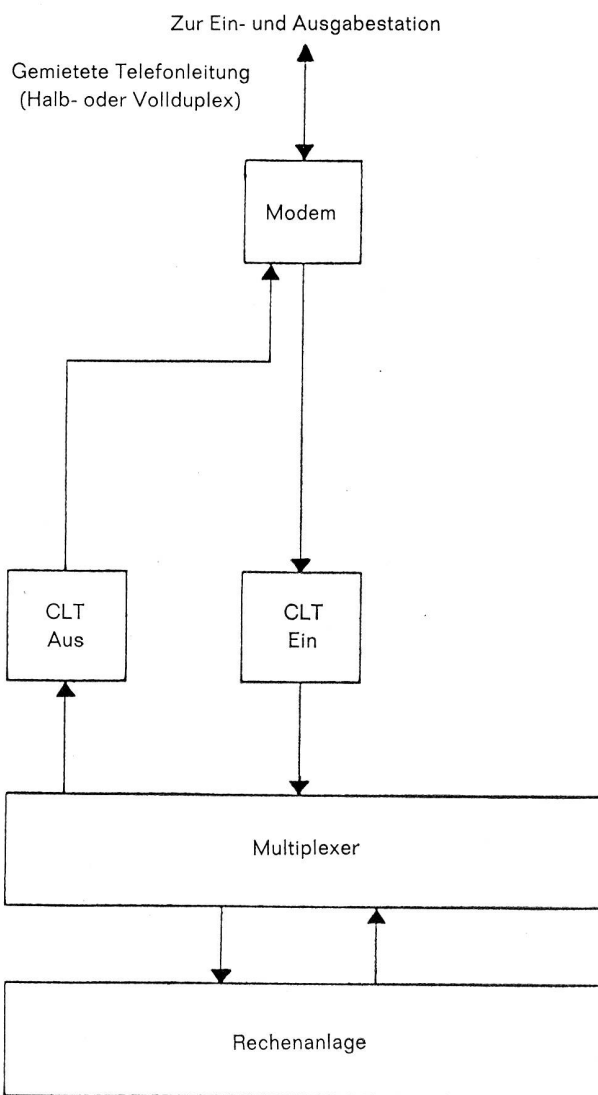 Zur Ein- und Ausgabestation
Gemietete Telefonleitung
(Halb- oder Vollduplex)
Modem
CLT
Aus
CLT
Ein
Multiplexer
Rechenanlage